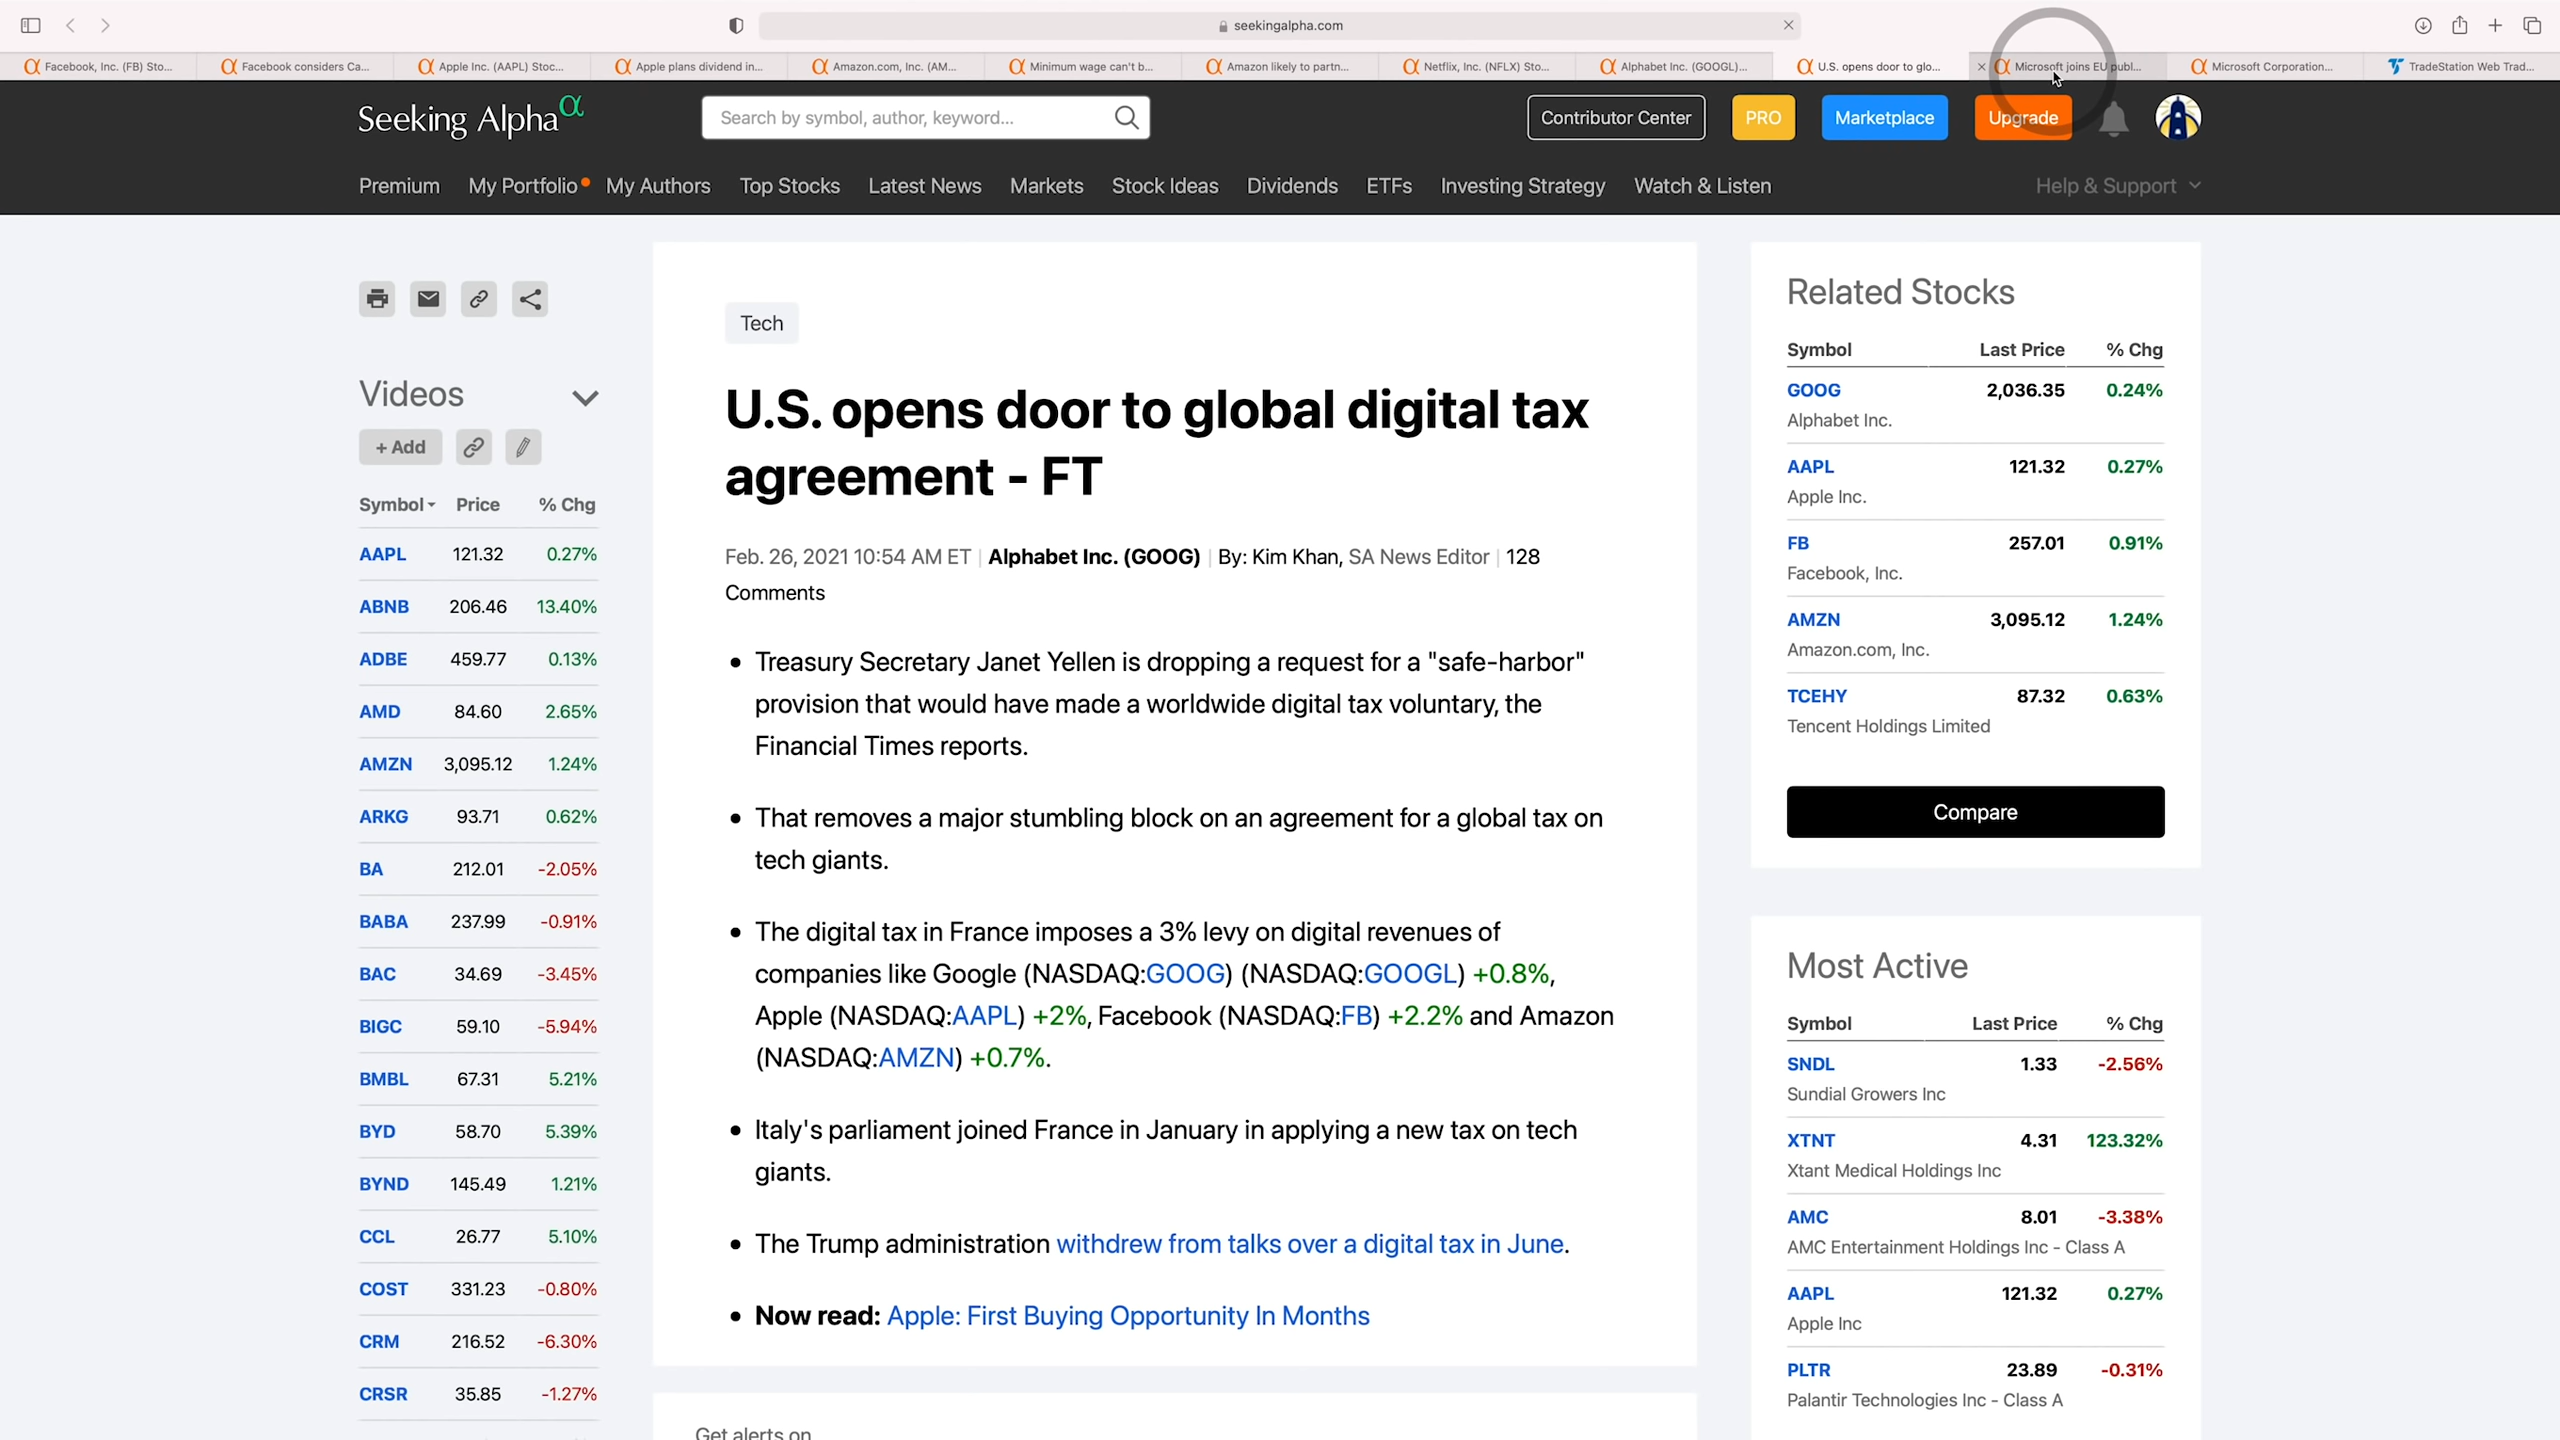 seekingalpha.com
Facebook, Inc. (FB) Sto...
Facebook considers Ca...
Apple Inc. (AAPL) Stoc...
Apple plans dividend in...
Amazon.com, Inc. (AM...
Minimum wage can't b...
Amazon likely to partn...
Netflix, Inc. (NFLX) Sto...
Alphabet Inc. (GOOGL)...
U.S. opens door to glo...
Microsoft joins EU publ...
Microsoft Corporation...
TradeStation Web Trad...
Seeking Alpha α
Search by symbol, author, keyword...
Contributor Center
PRO
Marketplace
Upgrade
Premium
My Portfolio
My Authors
Top Stocks
Latest News
Markets
Stock Ideas
Dividends
ETFs
Investing Strategy
Watch & Listen
Help & Support
Videos
+ Add
Symbol Price % Chg
AAPL 121.32 0.27%
ABNB 206.46 13.40%
ADBE 459.77 0.13%
AMD 84.60 2.65%
AMZN 3,095.12 1.24%
ARKG 93.71 0.62%
BA 212.01 -2.05%
BABA 237.99 -0.91%
BAC 34.69 -3.45%
BIGC 59.10 -5.94%
BMBL 67.31 5.21%
BYD 58.70 5.39%
BYND 145.49 1.21%
CCL 26.77 5.10%
COST 331.23 -0.80%
CRM 216.52 -6.30%
CRSR 35.85 -1.27%
Tech
U.S. opens door to global digital tax
agreement - FT
Feb. 26, 2021 10:54 AM ET | Alphabet Inc. (GOOG) | By: Kim Khan, SA News Editor | 128
Comments
• Treasury Secretary Janet Yellen is dropping a request for a "safe-harbor"
provision that would have made a worldwide digital tax voluntary, the
Financial Times reports.
• That removes a major stumbling block on an agreement for a global tax on
tech giants.
• The digital tax in France imposes a 3% levy on digital revenues of
companies like Google (NASDAQ:GOOG) (NASDAQ:GOOGL) +0.8%,
Apple (NASDAQ:AAPL) +2%, Facebook (NASDAQ:FB) +2.2% and Amazon
(NASDAQ:AMZN) +0.7%.
• Italy's parliament joined France in January in applying a new tax on tech
giants.
• The Trump administration withdrew from talks over a digital tax in June.
• Now read: Apple: First Buying Opportunity In Months
Get alerts on
Related Stocks
Symbol Last Price % Chg
GOOG 2,036.35 0.24%
Alphabet Inc.
AAPL 121.32 0.27%
Apple Inc.
FB 257.01 0.91%
Facebook, Inc.
AMZN 3,095.12 1.24%
Amazon.com, Inc.
TCEHY 87.32 0.63%
Tencent Holdings Limited
Compare
Most Active
Symbol Last Price % Chg
SNDL 1.33 -2.56%
Sundial Growers Inc
XTNT 4.31 123.32%
Xtant Medical Holdings Inc
AMC 8.01 -3.38%
AMC Entertainment Holdings Inc - Class A
AAPL 121.32 0.27%
Apple Inc
PLTR 23.89 -0.31%
Palantir Technologies Inc - Class A